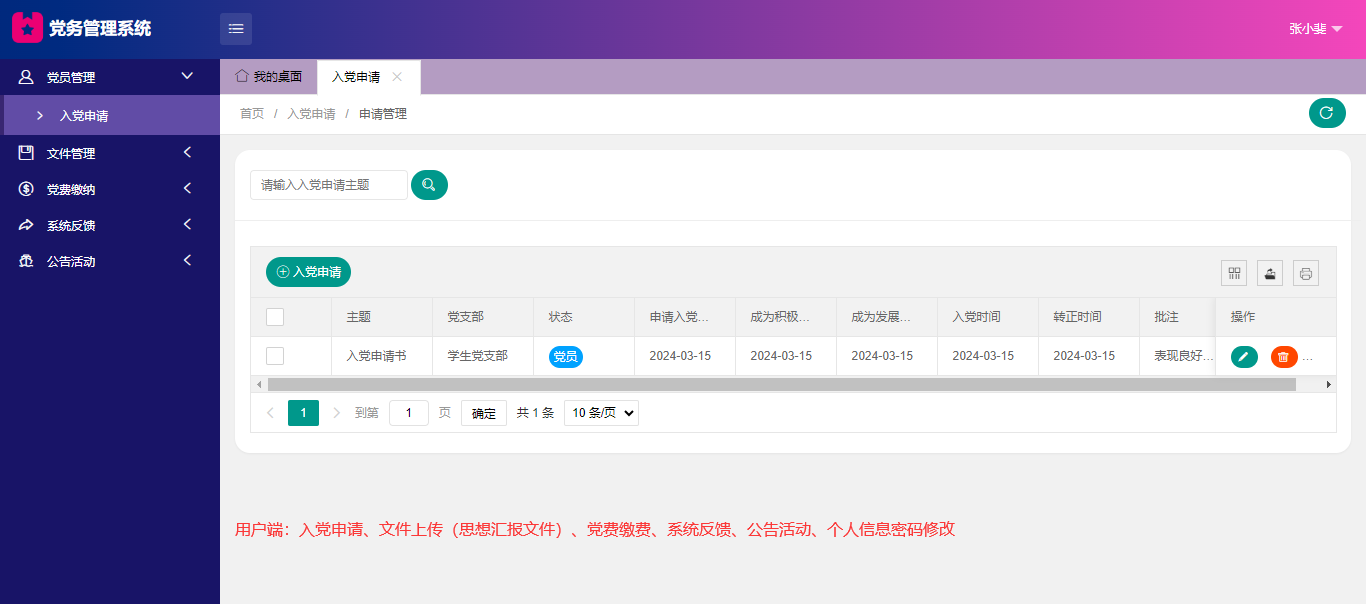 党务管理系统
张小斐
党员管理
入党申请
文件管理
党费缴纳
系统反馈
公告活动
我的桌面 入党申请
首页 / 入党申请 / 申请管理
请输入入党申请主题
入党申请
主题 党支部 状态 申请入党... 成为积极... 成为发展... 入党时间 转正时间 批注 操作
入党申请书 学生党支部 党员 2024-03-15 2024-03-15 2024-03-15 2024-03-15 2024-03-15 表现良好... ...
1 到第 1 页 确定 共 1 条 10 条/页
用户端：入党申请、文件上传（思想汇报文件）、党费缴费、系统反馈、公告活动、个人信息密码修改